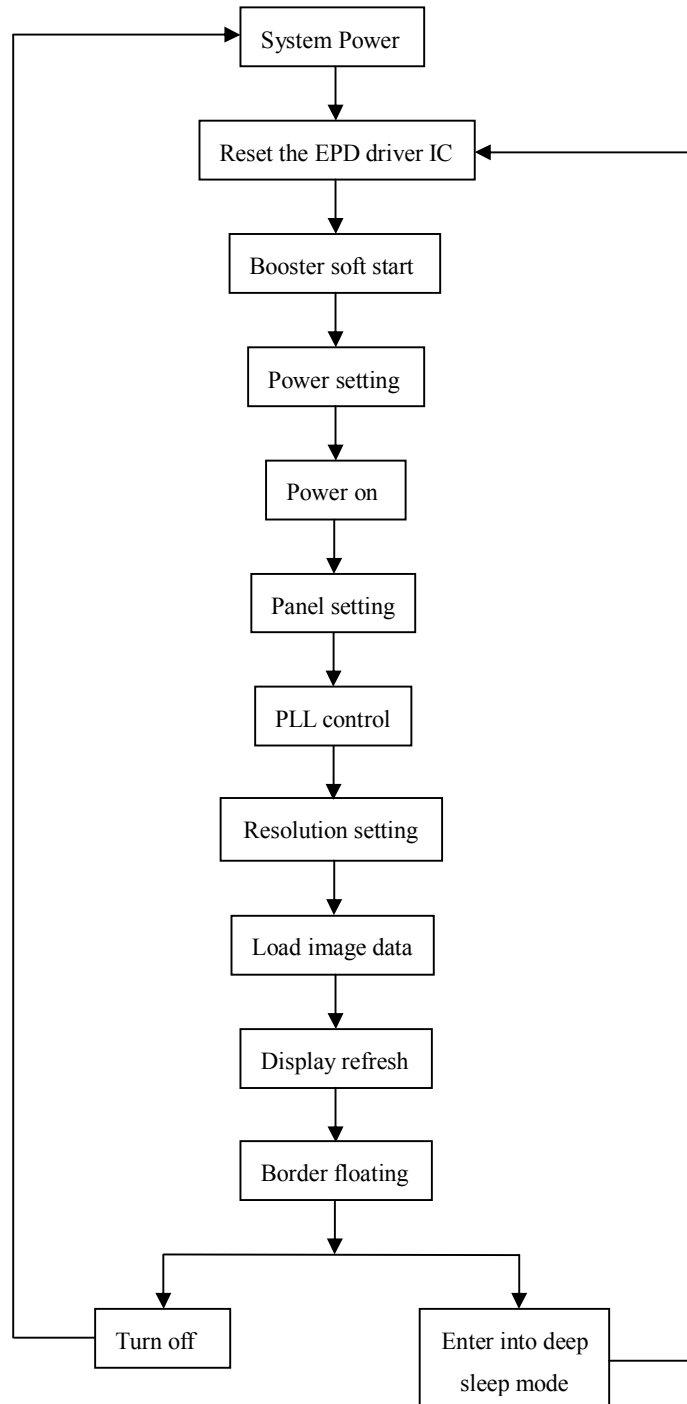 System Power
Reset the EPD driver IC
Booster soft start
Power setting
Power on
Panel setting
PLL control
Resolution setting
Load image data
Display refresh
Border floating
Turn off
Enter into deep
sleep mode